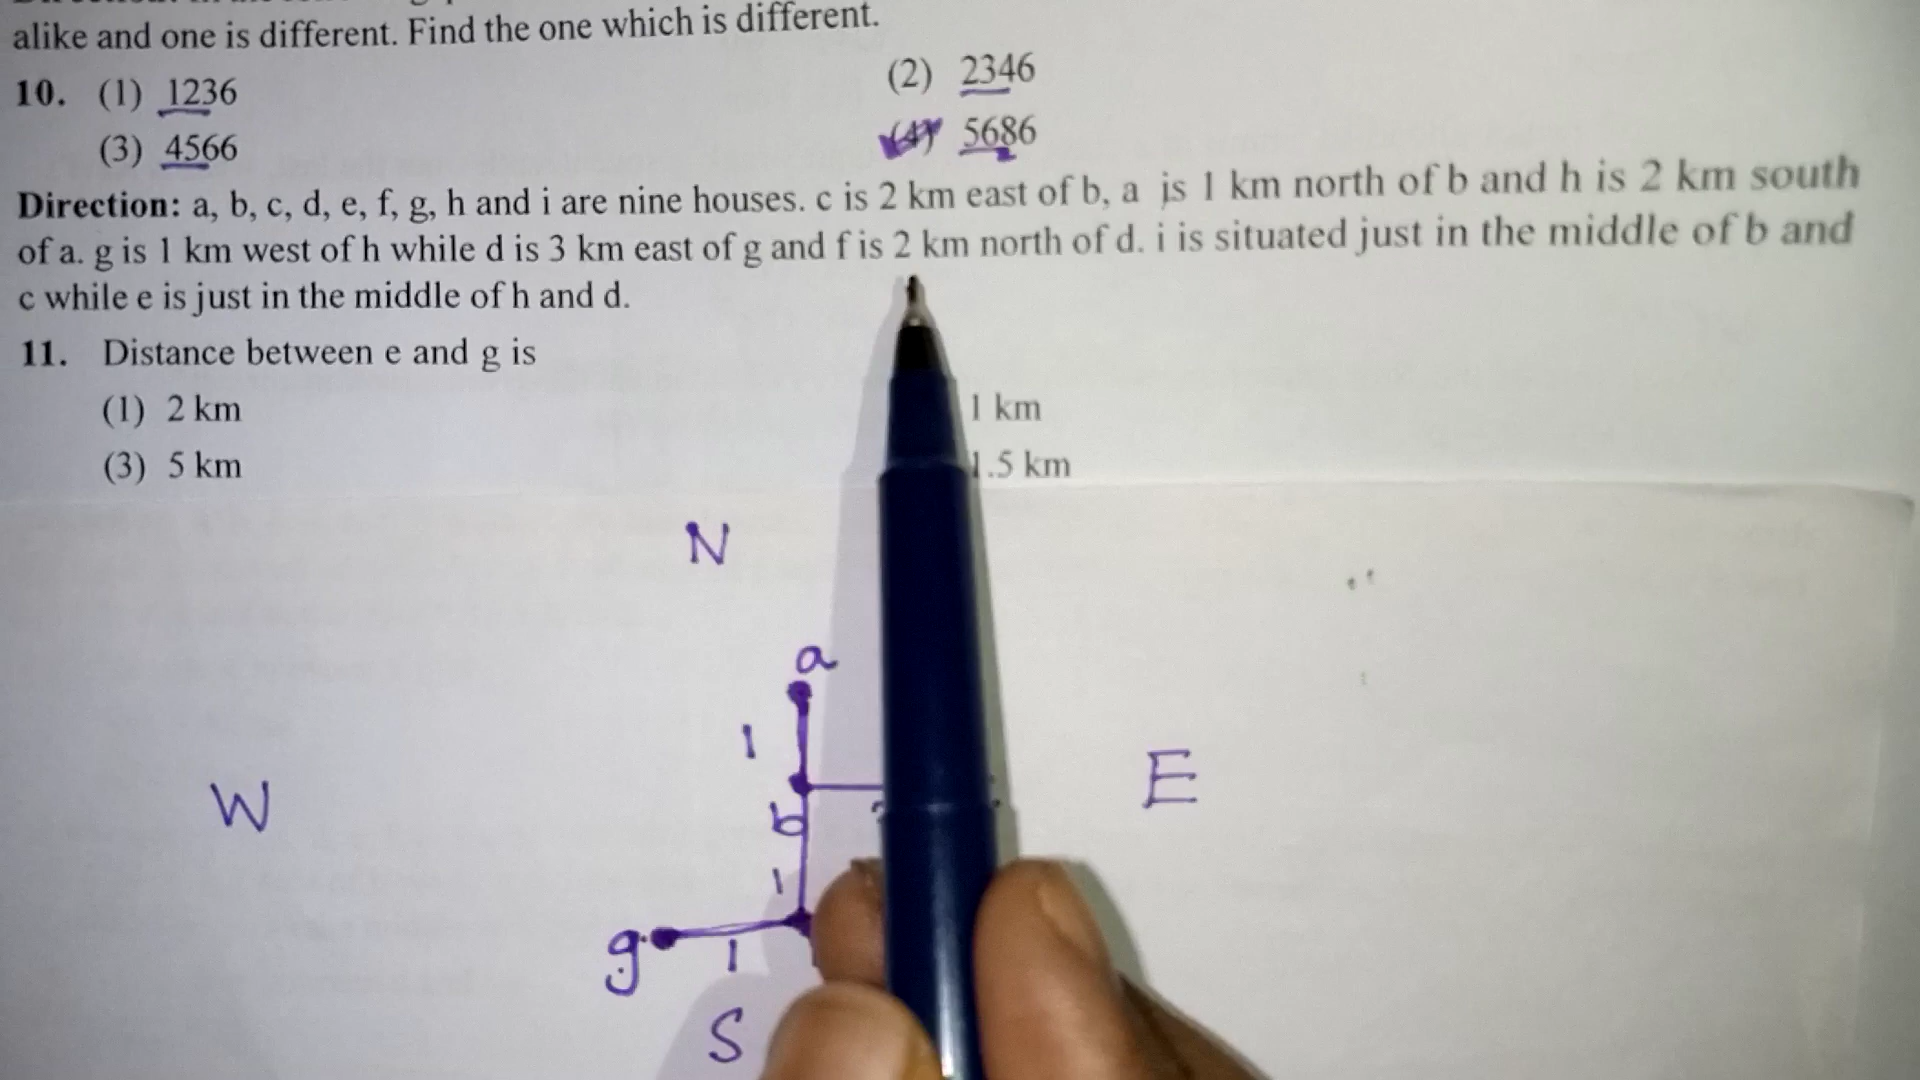 alike and one is different. Find the one which is different.
10. (1) 1236 (2) 2346
(3) 4566 (4) 5686
Direction: a, b, c, d, e, f, g, h and i are nine houses. c is 2 km east of b, a is 1 km north of b and h is 2 km south
of a. g is 1 km west of h while d is 3 km east of g and f is 2 km north of d. i is situated just in the middle of b and
c while e is just in the middle of h and d.
11. Distance between e and g is
(1) 2 km 1 km
(3) 5 km 1.5 km
N
a
1
W E
b
1
g 1
S